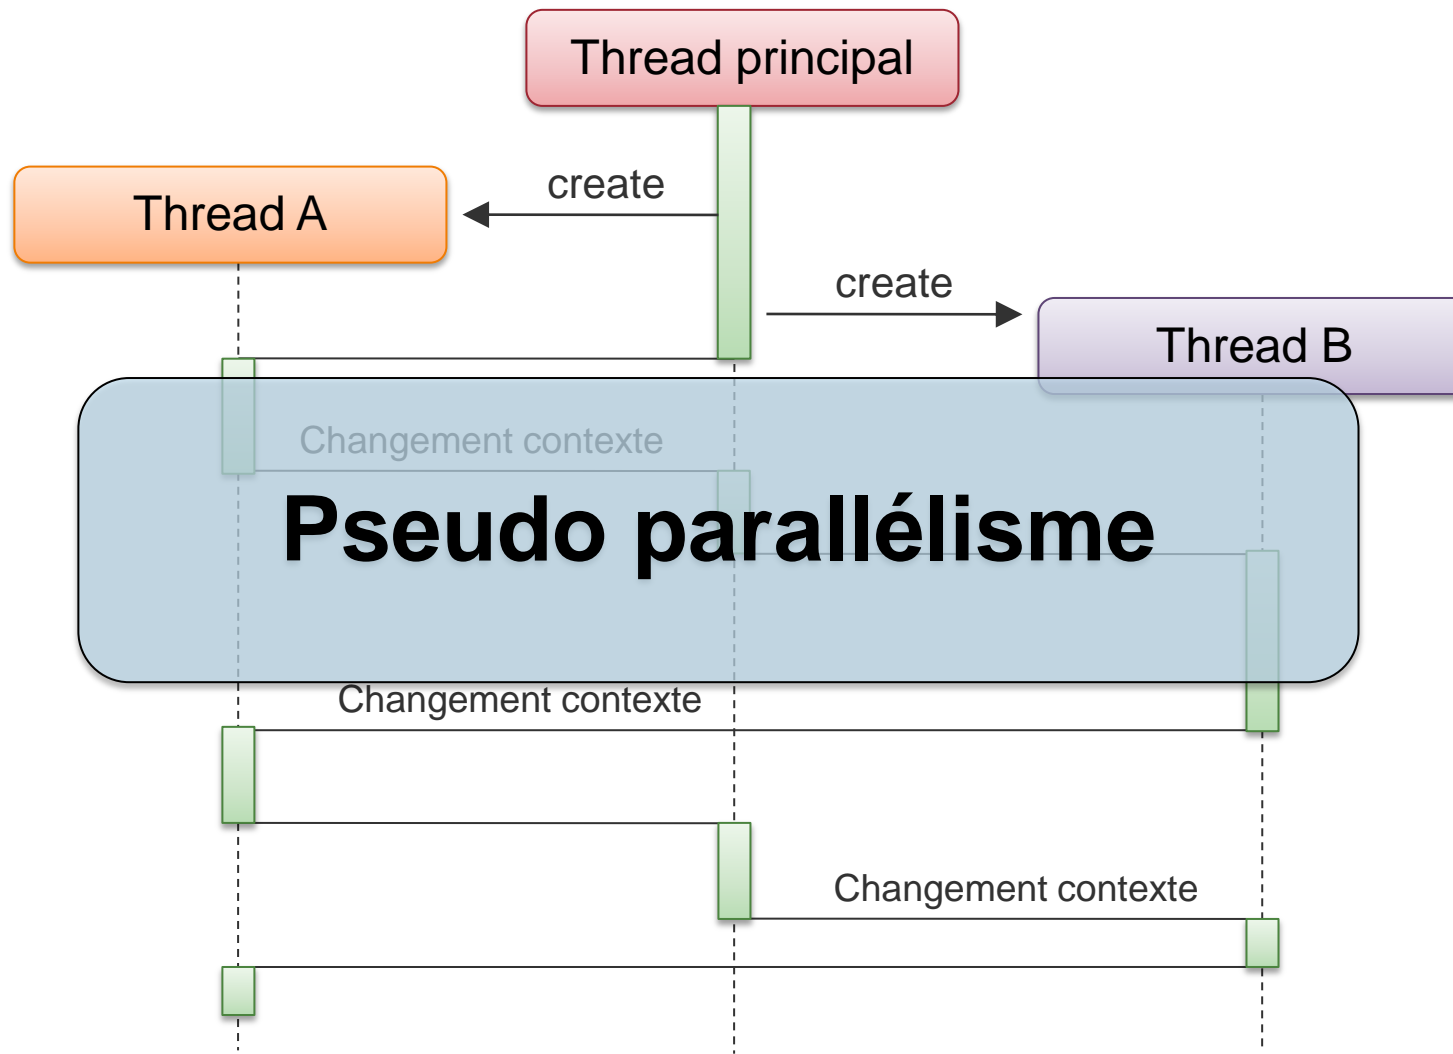 Thread principal
create
Thread A
create
Thread B
Changement contexte
Pseudo parallélisme
Changement contexte
Changement contexte